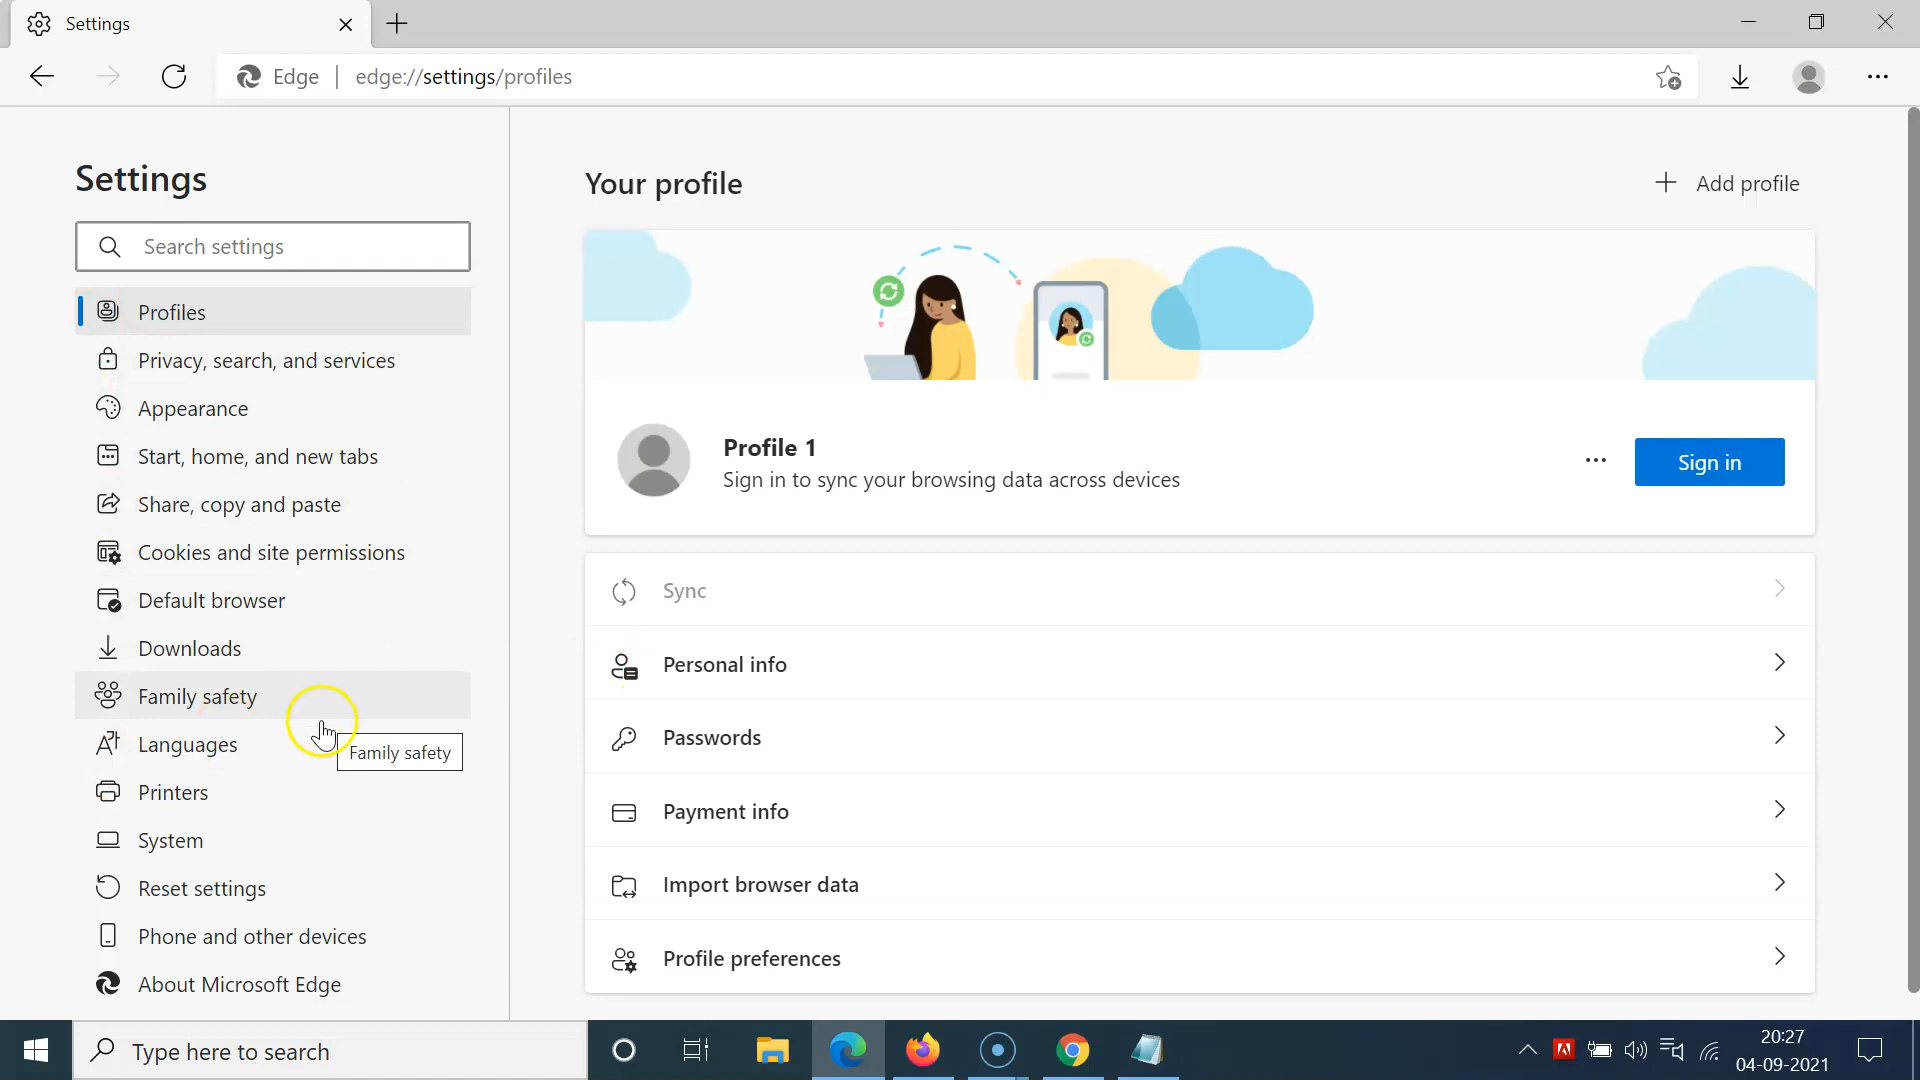 Settings
Edge | edge://settings/profiles
Settings
Search settings
Profiles
Privacy, search, and services
Appearance
Start, home, and new tabs
Share, copy and paste
Cookies and site permissions
Default browser
Downloads
Family safety
Languages
Family safety
Printers
System
Reset settings
Phone and other devices
About Microsoft Edge
Your profile
Add profile
Profile 1
Sign in to sync your browsing data across devices
Sign in
Sync
Personal info
Passwords
Payment info
Import browser data
Profile preferences
Type here to search
20:27
04-09-2021